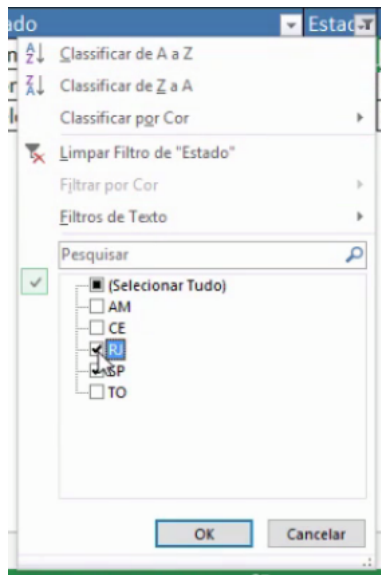 ado Estad
Classificar de A a Z
Classificar de Z a A
Classificar por Cor
Limpar Filtro de "Estado"
Filtrar por Cor
Filtros de Texto
Pesquisar
(Selecionar Tudo)
AM
CE
RJ
SP
TO
OK Cancelar